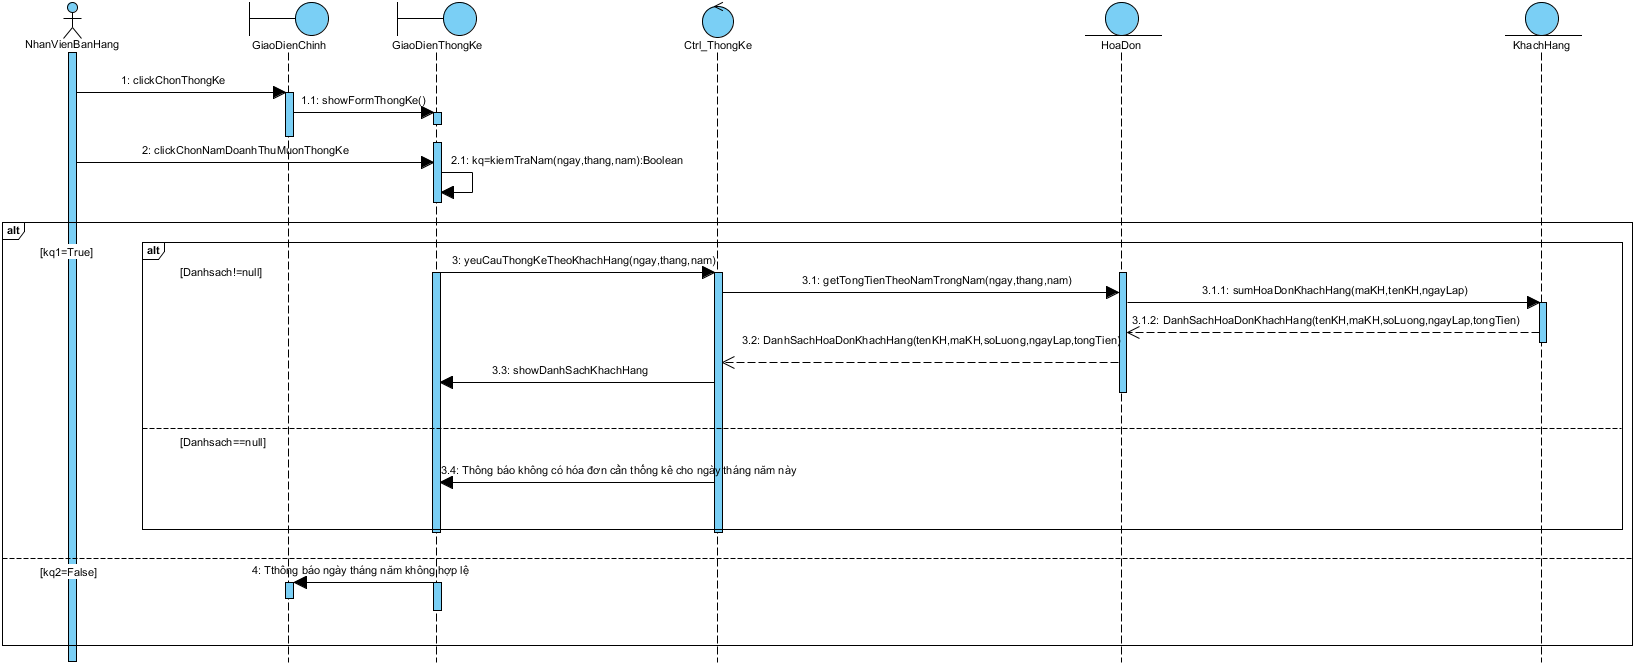 NhanVienBanHang
GiaoDienChinh
GiaoDienThongKe
Ctrl_ThongKe
HoaDon
KhachHang
1: clickChonThongKe
1.1: showFormThongKe()
2: clickChonNamDoanhThuMuonThongKe
2.1: kq=kiemTraNam(ngay,thang,nam):Boolean
alt
[kq1=True]
alt
[Danhsach!=null]
3: yeuCauThongKeTheoKhachHang(ngay,thang,nam)
3.1: getTongTienTheoNamTrongNam(ngay,thang,nam)
3.1.1: sumHoaDonKhachHang(maKH,tenKH,ngayLap)
3.1.2: DanhSachHoaDonKhachHang(tenKH,maKH,soLuong,ngayLap,tongTien)
3.2: DanhSachHoaDonKhachHang(tenKH,maKH,soLuong,ngayLap,tongTien)
3.3: showDanhSachKhachHang
[Danhsach==null]
3.4: Thông báo không có hóa đơn cần thống kê cho ngày tháng năm này
[kq2=False]
4: Tthông báo ngày tháng năm không hợp lệ